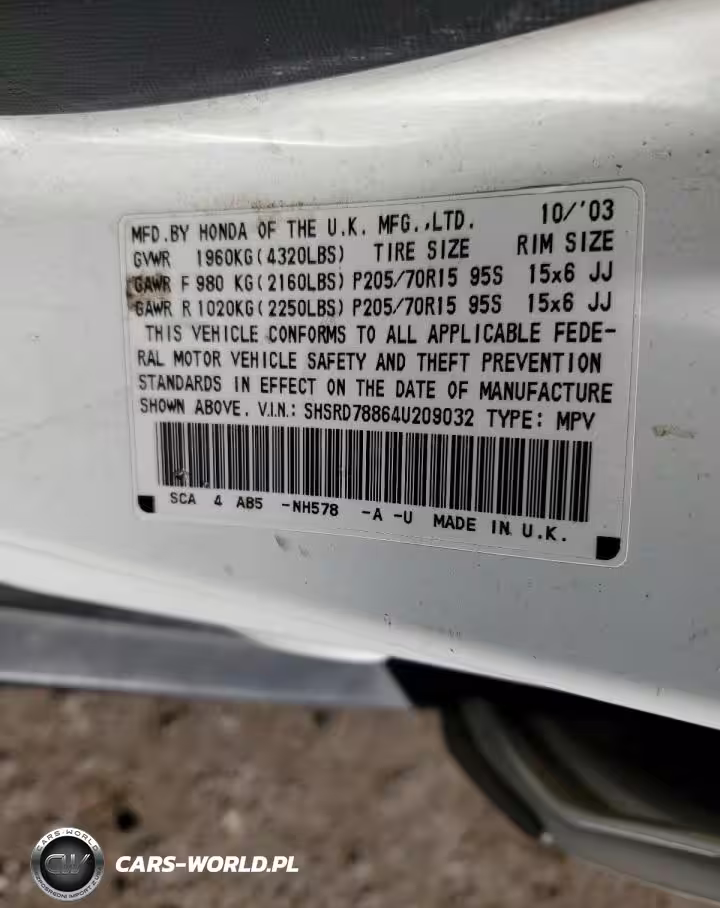 MFD.BY HONDA OF THE U.K. MFG.,LTD. 10/'03
GVWR 1960KG(4320LBS) TIRE SIZE RIM SIZE
GAWR F 980 KG(2160LBS) P205/70R15 95S 15x6 JJ
GAWR R 1020KG(2250LBS) P205/70R15 95S 15x6 JJ
THIS VEHICLE CONFORMS TO ALL APPLICABLE FEDE-
RAL MOTOR VEHICLE SAFETY AND THEFT PREVENTION
STANDARDS IN EFFECT ON THE DATE OF MANUFACTURE
SHOWN ABOVE. V.I.N.: SHSRD78864U209032 TYPE: MPV
SCA 4 AB5 -NH578 -A -U MADE IN U.K.
CARS-WORLD
CW
CARS-WORLD.PL